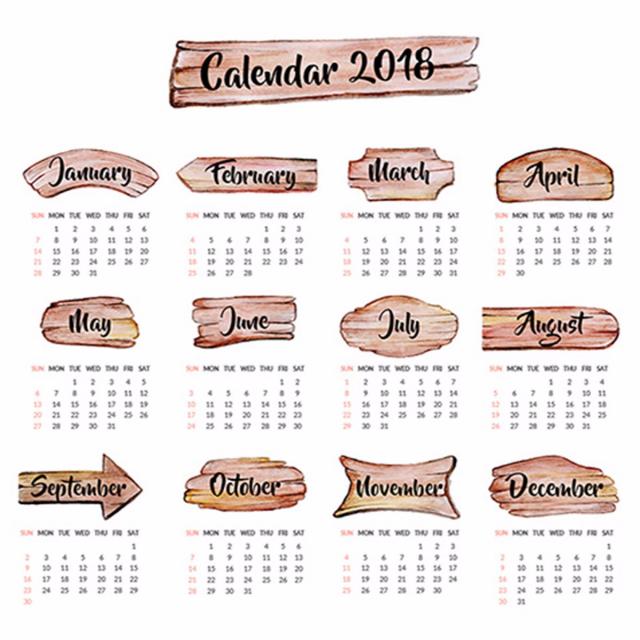 Calendar 2018
January
SUN MON TUE WED THU FRI SAT
1 2 3 4 5 6
7 8 9 10 11 12 13
14 15 16 17 18 19 20
21 22 23 24 25 26 27
28 29 30 31
February
SUN MON TUE WED THU FRI SAT
1 2 3
4 5 6 7 8 9 10
11 12 13 14 15 16 17
18 19 20 21 22 23 24
25 26 27 28
March
SUN MON TUE WED THU FRI SAT
1 2 3
4 5 6 7 8 9 10
11 12 13 14 15 16 17
18 19 20 21 22 23 24
25 26 27 28 29 30 31
April
SUN MON TUE WED THU FRI SAT
1 2 3 4 5 6 7
8 9 10 11 12 13 14
15 16 17 18 19 20 21
22 23 24 25 26 27 28
29 30
May
SUN MON TUE WED THU FRI SAT
1 2 3 4 5
6 7 8 9 10 11 12
13 14 15 16 17 18 19
20 21 22 23 24 25 26
27 28 29 30 31
June
SUN MON TUE WED THU FRI SAT
1 2
3 4 5 6 7 8 9
10 11 12 13 14 15 16
17 18 19 20 21 22 23
24 25 26 27 28 29 30
July
SUN MON TUE WED THU FRI SAT
1 2 3 4 5 6 7
8 9 10 11 12 13 14
15 16 17 18 19 20 21
22 23 24 25 26 27 28
29 30 31
August
SUN MON TUE WED THU FRI SAT
1 2 3 4
5 6 7 8 9 10 11
12 13 14 15 16 17 18
19 20 21 22 23 24 25
26 27 28 29 30 31
September
SUN MON TUE WED THU FRI SAT
1
2 3 4 5 6 7 8
9 10 11 12 13 14 15
16 17 18 19 20 21 22
23 24 25 26 27 28 29
30
October
SUN MON TUE WED THU FRI SAT
1 2 3 4 5 6
7 8 9 10 11 12 13
14 15 16 17 18 19 20
21 22 23 24 25 26 27
28 29 30 31
November
SUN MON TUE WED THU FRI SAT
1 2 3
4 5 6 7 8 9 10
11 12 13 14 15 16 17
18 19 20 21 22 23 24
25 26 27 28 29 30
December
SUN MON TUE WED THU FRI SAT
1
2 3 4 5 6 7 8
9 10 11 12 13 14 15
16 17 18 19 20 21 22
23 24 25 26 27 28 29
30 31